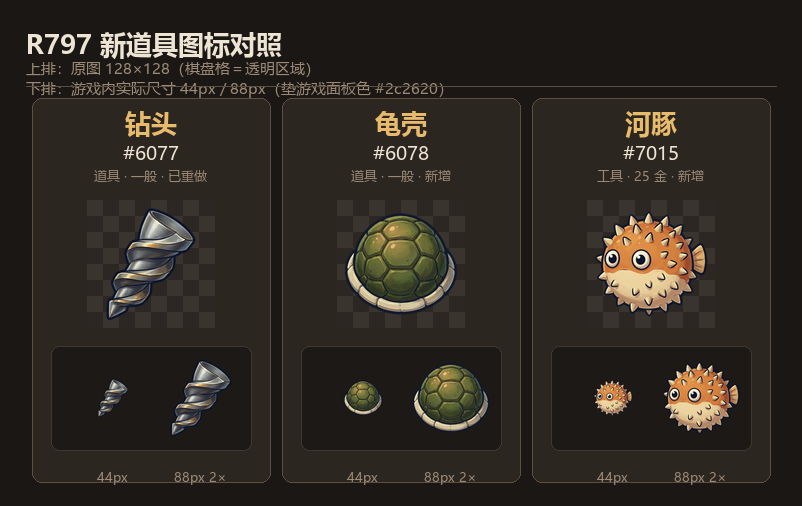 R797 新道具图标对照
上排：原图 128×128（棋盘格＝透明区域）
下排：游戏内实际尺寸 44px / 88px（垫游戏面板色 #2c2620）
钻头
#6077
道具 · 一般 · 已重做
44px 88px 2×
龟壳
#6078
道具 · 一般 · 新增
44px 88px 2×
河豚
#7015
工具 · 25 金 · 新增
44px 88px 2×